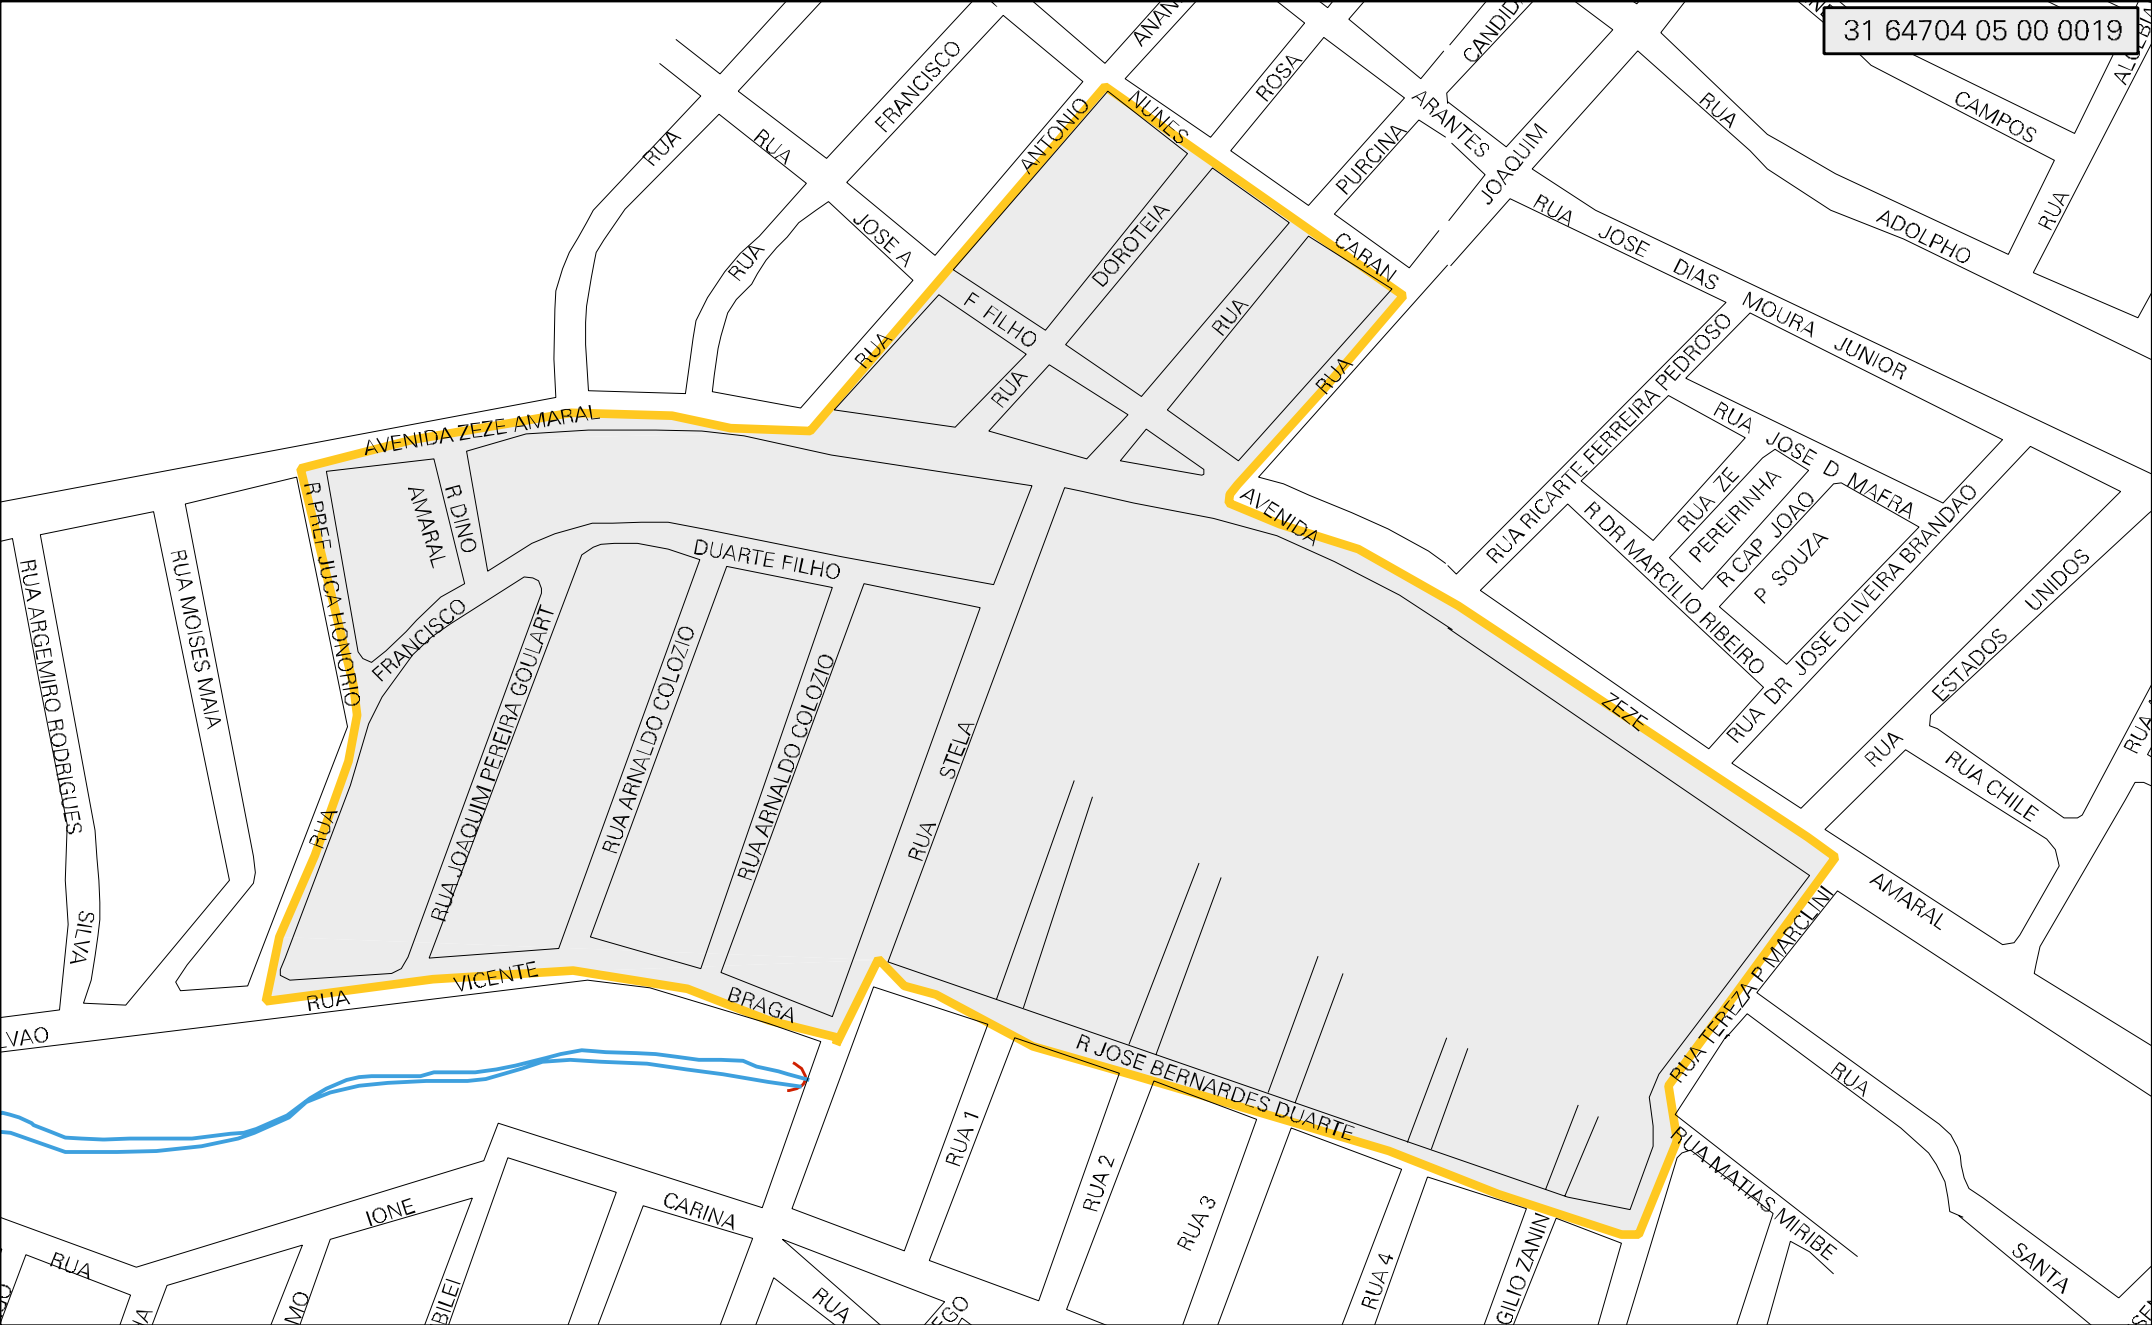 31 64704 05 00 0019
FRANCISCO
ROSA
ARANTES
NUNES
ANTONIO
PURCINA
JOAQUIM
RUA
CAMPOS
RUA
RUA
JOSE A
RUA
RUA
JOSE
DIAS
MOURA
JUNIOR
ADOLPHO
RUA
DOROTEIA
CARAN
F FILHO
RUA
RUA
RUA
RUA
AVENIDA ZEZE AMARAL
R PREF JUCA HONORIO
AMARAL
R DINO
DUARTE FILHO
FRANCISCO
AVENIDA
ZEZE
AMARAL
RUA RICARTE FERREIRA PEDROSO
RUA
JOSE
D
MAFRA
RUA ZE
PEREIRINHA
R CAP JOAO
P SOUZA
R DR MARCILIO RIBEIRO
RUA DR JOSE OLIVEIRA BRANDAO
RUA
ESTADOS
UNIDOS
RUA CHILE
RUA
RUA ARGEMIRO RODRIGUES
SILVA
RUA MOISES MAIA
RUA
RUA JOAQUIM PEREIRA GOULART
RUA ARNALDO COLOZIO
RUA ARNALDO COLOZIO
RUA
STELA
RUA
VICENTE
BRAGA
LVAO
R JOSE BERNARDES DUARTE
RUA TEREZA P MARCLINI
RUA MATIAS MIRIBE
RUA
SANTA
RUA 1
RUA 2
RUA 3
RUA 4
GILIO ZANIN
RUA
IONE
CARINA
RUA
MO
BILEI